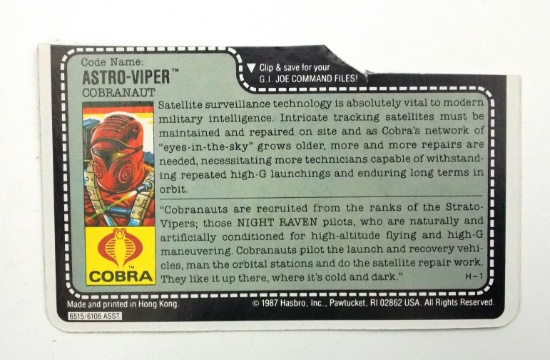 Code Name:
ASTRO-VIPER™
COBRANAUT
▼ Clip & save for your
G.I. JOE COMMAND FILES!
Satellite surveillance technology is absolutely vital to modern
military intelligence. Intricate tracking satellites must be
maintained and repaired on site and as Cobra's network of
"eyes-in-the-sky" grows older, more and more repairs are
needed, necessitating more technicians capable of withstand-
ing repeated high-G launchings and enduring long terms in
orbit.
"Cobranauts are recruited from the ranks of the Strato-
Vipers; those NIGHT RAVEN pilots, who are naturally and
artificially conditioned for high-altitude flying and high-G
maneuvering. Cobranauts pilot the launch and recovery vehi-
cles, man the orbital stations and do the satellite repair work.
They like it up there, where it's cold and dark."
H-1
™
COBRA
Made and printed in Hong Kong.
© 1987 Hasbro, Inc., Pawtucket, RI 02862 USA. All Rights Reserved.
6515/6106 ASST.